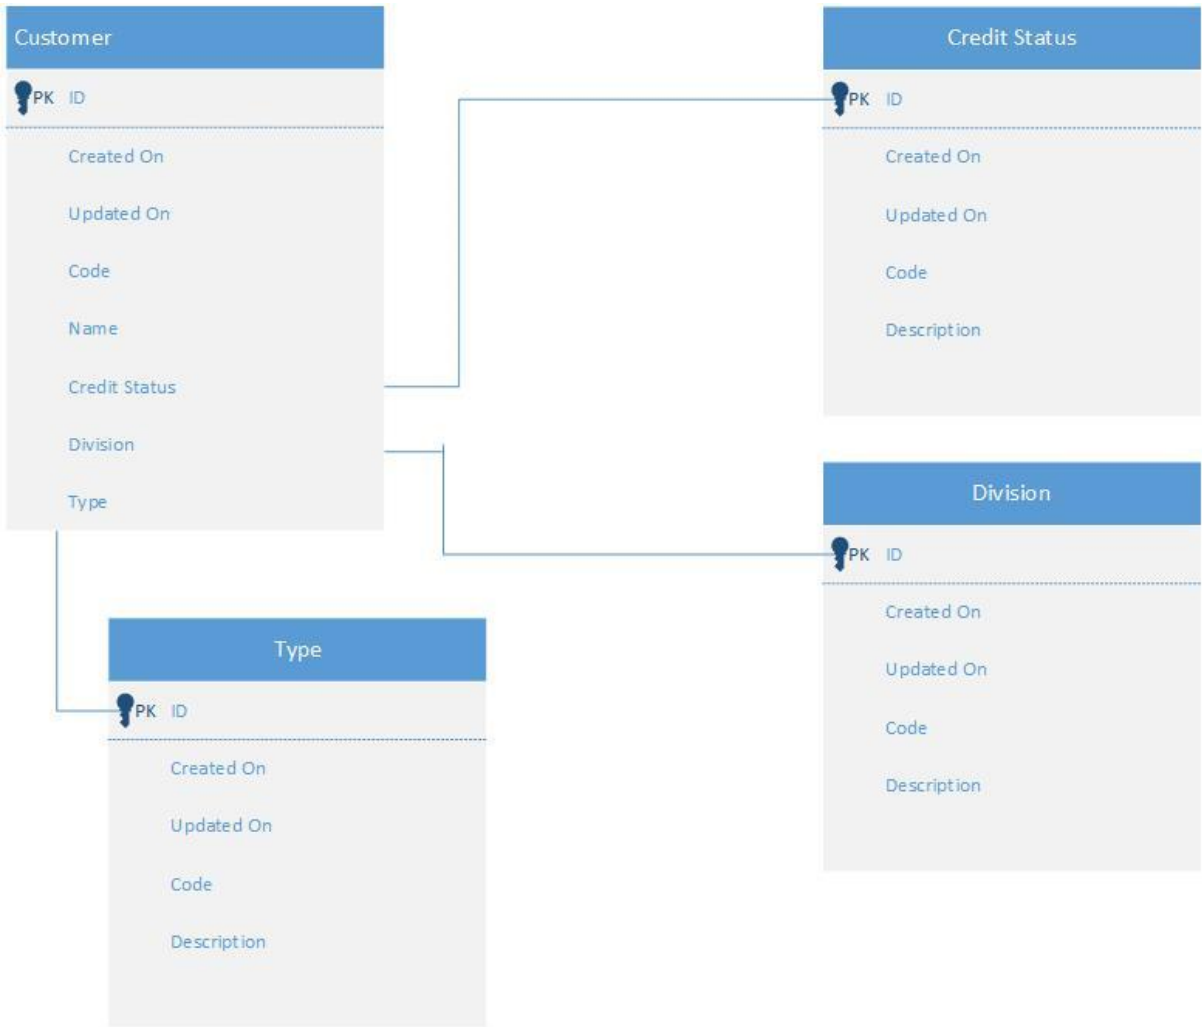 Customer
PK ID
Created On
Updated On
Code
Name
Credit Status
Division
Type
Credit Status
PK ID
Created On
Updated On
Code
Description
Division
PK ID
Created On
Updated On
Code
Description
Type
PK ID
Created On
Updated On
Code
Description